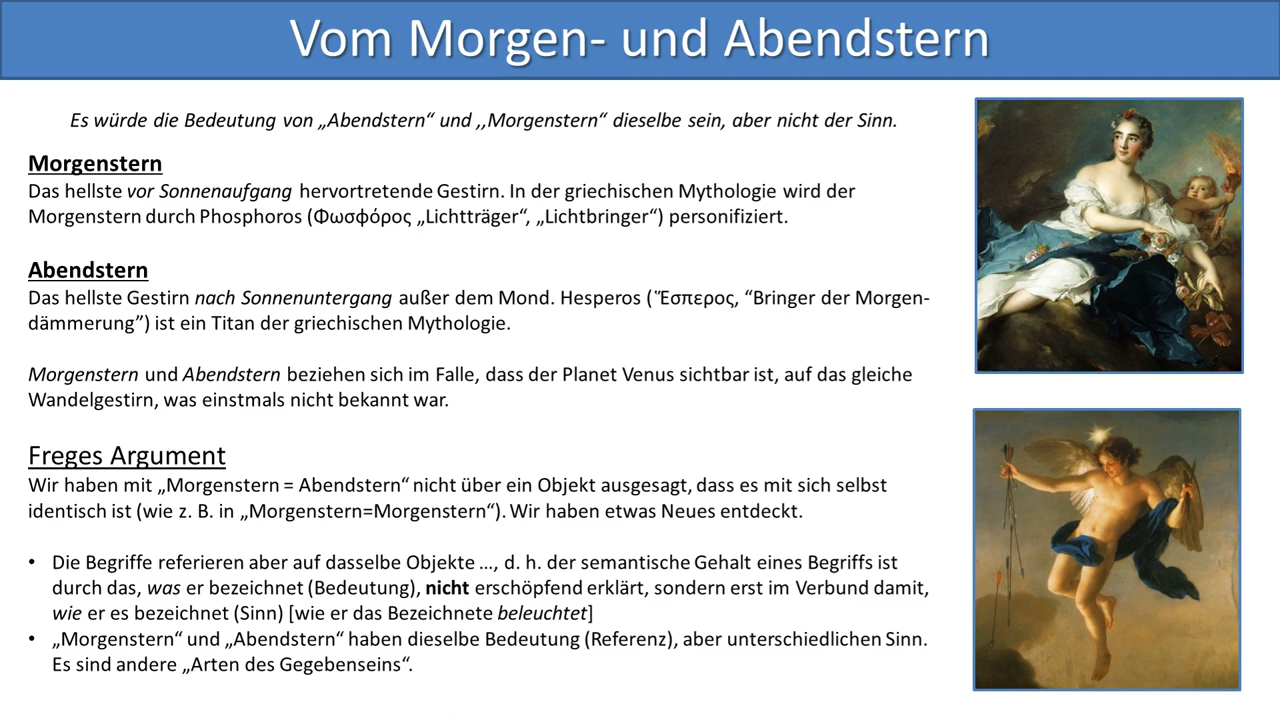 Vom Morgen- und Abendstern
Es würde die Bedeutung von „Abendstern“ und ,,Morgenstern“ dieselbe sein, aber nicht der Sinn.
Morgenstern
Das hellste vor Sonnenaufgang hervortretende Gestirn. In der griechischen Mythologie wird der
Morgenstern durch Phosphoros (Φωσφόρος „Lichtträger“, „Lichtbringer“) personifiziert.
Abendstern
Das hellste Gestirn nach Sonnenuntergang außer dem Mond. Hesperos (Ἕσπερος, “Bringer der Morgen-
dämmerung”) ist ein Titan der griechischen Mythologie.
Morgenstern und Abendstern beziehen sich im Falle, dass der Planet Venus sichtbar ist, auf das gleiche
Wandelgestirn, was einstmals nicht bekannt war.
Freges Argument
Wir haben mit „Morgenstern = Abendstern“ nicht über ein Objekt ausgesagt, dass es mit sich selbst
identisch ist (wie z. B. in „Morgenstern=Morgenstern“). Wir haben etwas Neues entdeckt.
• Die Begriffe referieren aber auf dasselbe Objekte …, d. h. der semantische Gehalt eines Begriffs ist
durch das, was er bezeichnet (Bedeutung), nicht erschöpfend erklärt, sondern erst im Verbund damit,
wie er es bezeichnet (Sinn) [wie er das Bezeichnete beleuchtet]
• „Morgenstern“ und „Abendstern“ haben dieselbe Bedeutung (Referenz), aber unterschiedlichen Sinn.
Es sind andere „Arten des Gegebenseins“.